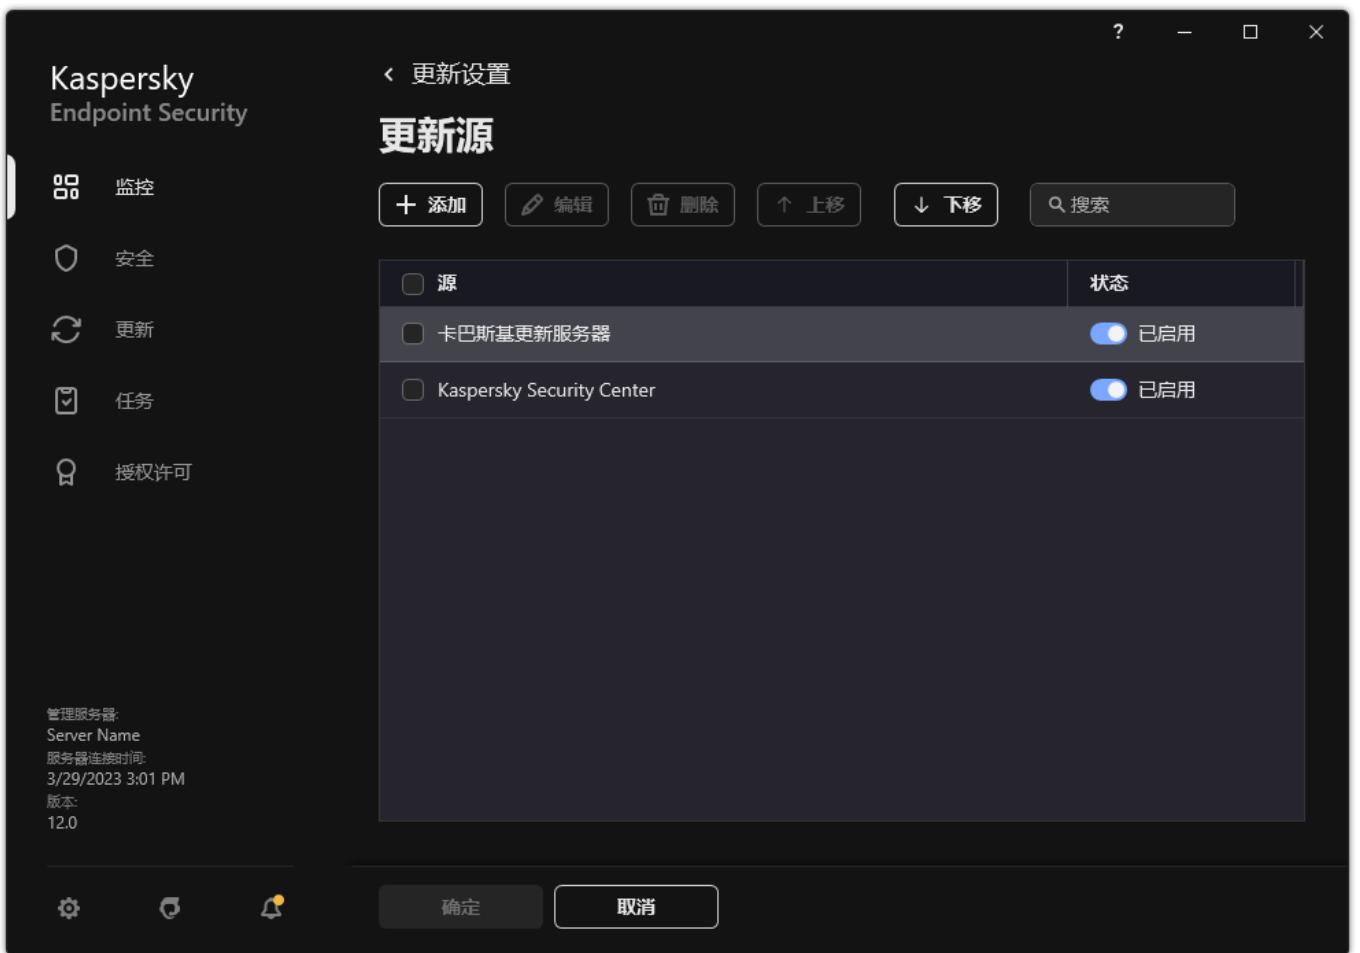 ?
Kaspersky
Endpoint Security
监控
安全
更新
任务
授权许可
管理服务器:
Server Name
服务器连接时间:
3/29/2023 3:01 PM
版本:
12.0
更新设置
更新源
添加 编辑 删除 上移 下移 搜索
源 状态
卡巴斯基更新服务器 已启用
Kaspersky Security Center 已启用
确定 取消